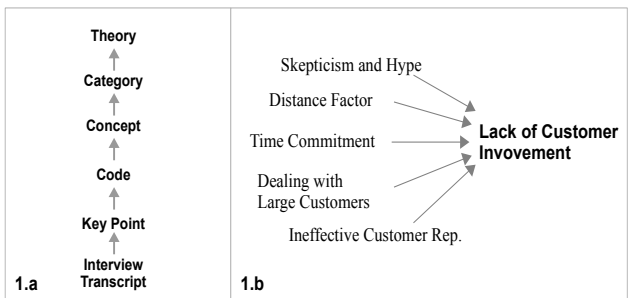 Theory
Category
Concept
Code
Key Point
Interview
Transcript
1.a
Skepticism and Hype
Distance Factor
Time Commitment
Dealing with
Large Customers
Ineffective Customer Rep.
Lack of Customer
Invovement
1.b